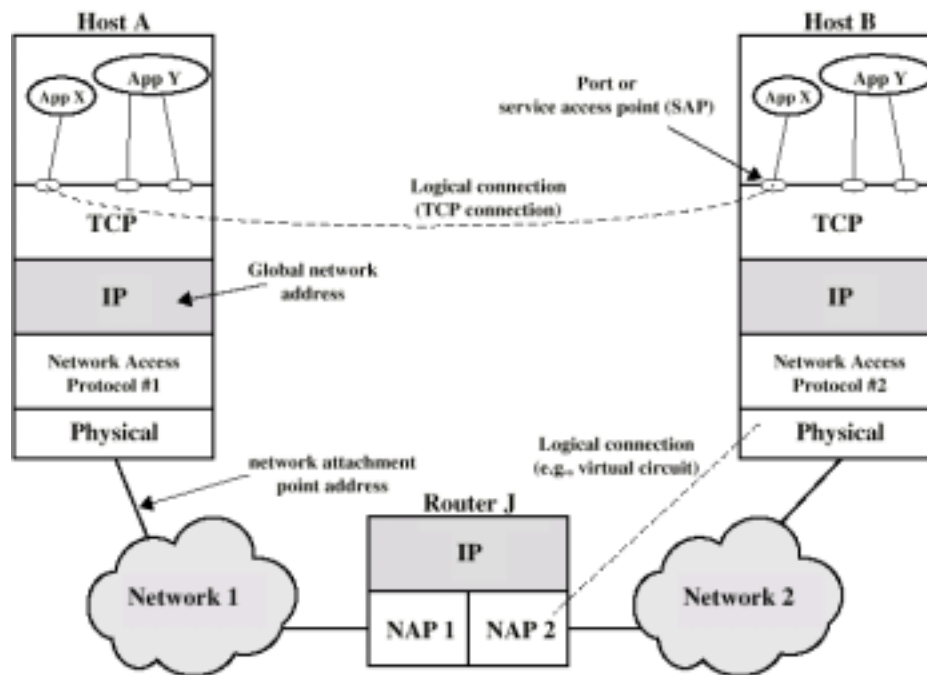 Host A
Host B
App X
App Y
Port or
service access point (SAP)
App X
App Y
Logical connection
(TCP connection)
TCP
TCP
Global network
address
IP
IP
Network Access
Protocol #1
Network Access
Protocol #2
Physical
Physical
Logical connection
(e.g., virtual circuit)
network attachment
point address
Router J
IP
Network 1
NAP 1
NAP 2
Network 2